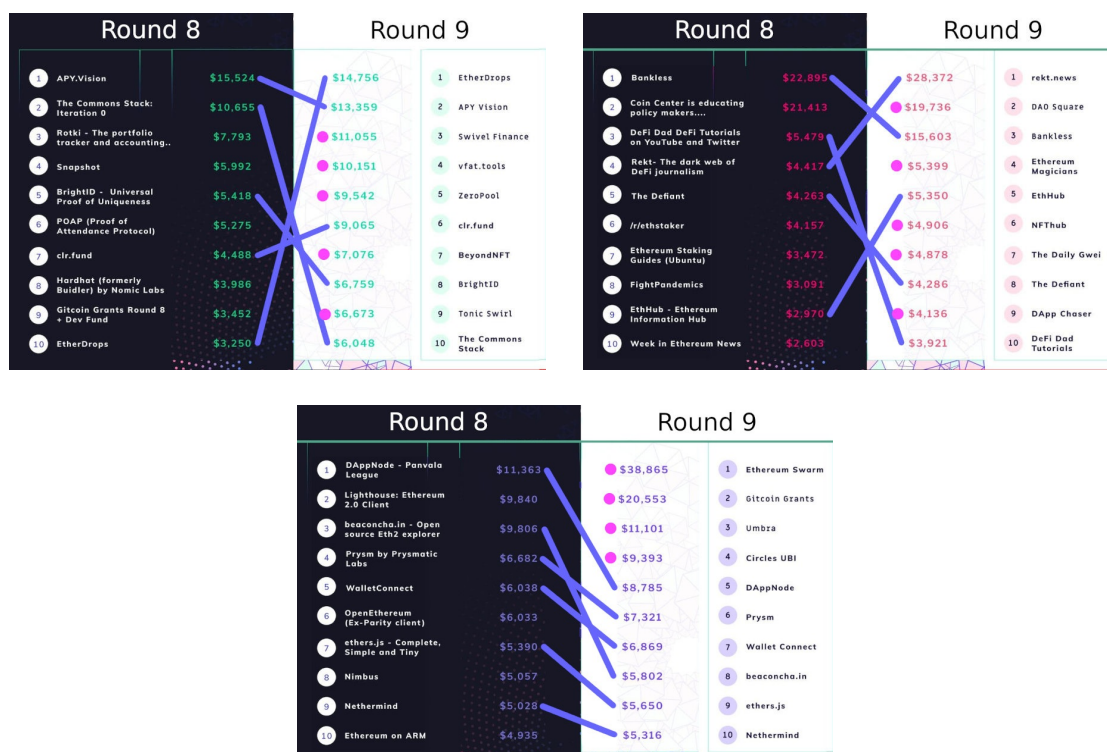 Round 8
Round 9
1 APY.Vision $15,524 $14,756 1 EtherDrops
2 The Commons Stack:
Iteration 0 $10,655 $13,359 2 APY Vision
3 Rotki - The portfolio
tracker and accounting.. $7,793 $11,055 3 Swivel Finance
4 Snapshot $5,992 $10,151 4 vfat.tools
5 BrightID - Universal
Proof of Uniqueness $5,418 $9,542 5 ZeroPool
6 POAP (Proof of
Attendance Protocol) $5,275 $9,065 6 clr.fund
7 clr.fund $4,488 $7,076 7 BeyondNFT
8 Hardhat (formerly
Buidler) by Nomic Labs $3,986 $6,759 8 BrightID
9 Gitcoin Grants Round 8
+ Dev Fund $3,452 $6,673 9 Tonic Swirl
10 EtherDrops $3,250 $6,048 10 The Commons
Stack
Round 8
Round 9
1 Bankless $22,895 $28,372 1 rekt.news
2 Coin Center is educating
policy makers.... $21,413 $19,736 2 DAO Square
3 DeFi Dad DeFi Tutorials
on YouTube and Twitter $5,479 $15,603 3 Bankless
4 Rekt- The dark web of
DeFi journalism $4,417 $5,399 4 Ethereum
Magicians
5 The Defiant $4,263 $5,350 5 EthHub
6 /r/ethstaker $4,157 $4,906 6 NFThub
7 Ethereum Staking
Guides (Ubuntu) $3,472 $4,878 7 The Daily Gwei
8 FightPandemics $3,091 $4,286 8 The Defiant
9 EthHub - Ethereum
Information Hub $2,970 $4,136 9 DApp Chaser
10 Week in Ethereum News $2,603 $3,921 10 DeFi Dad
Tutorials
Round 8
Round 9
1 DAppNode - Panvala
League $11,363 $38,865 1 Ethereum Swarm
2 Lighthouse: Ethereum
2.0 Client $9,840 $20,553 2 Gitcoin Grants
3 beaconcha.in - Open
source Eth2 explorer $9,806 $11,101 3 Umbra
4 Prysm by Prysmatic
Labs $6,682 $9,393 4 Circles UBI
5 WalletConnect $6,038 $8,785 5 DAppNode
6 OpenEthereum
(Ex-Parity client) $6,033 $7,321 6 Prysm
7 ethers.js - Complete,
Simple and Tiny $5,390 $6,869 7 Wallet Connect
8 Nimbus $5,057 $5,802 8 beaconcha.in
9 Nethermind $5,028 $5,650 9 ethers.js
10 Ethereum on ARM $4,935 $5,316 10 Nethermind